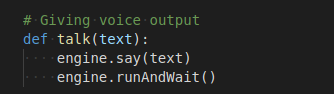 # Giving voice output
def talk(text):
    engine.say(text)
    engine.runAndWait()